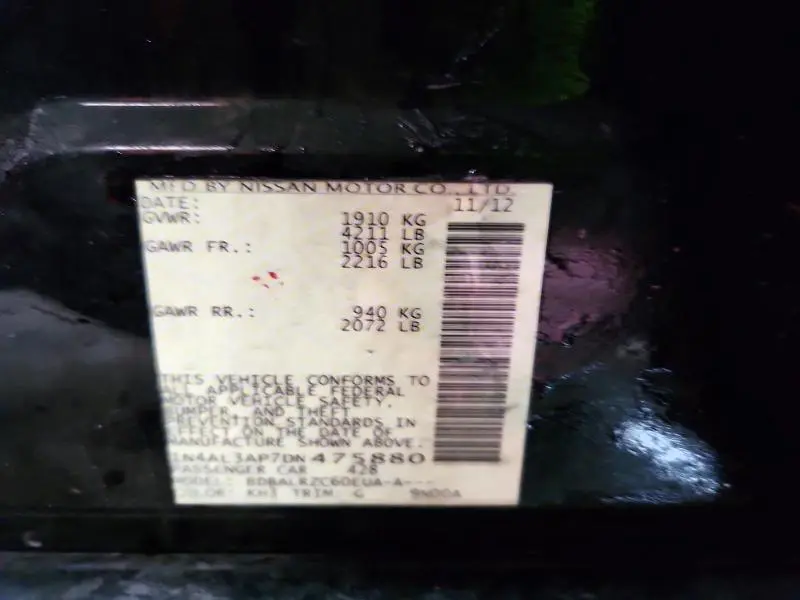 MFD BY NISSAN MOTOR CO., LTD.
DATE: 11/12
GVWR: 1910 KG
4211 LB
GAWR FR.: 1005 KG
2216 LB
GAWR RR.: 940 KG
2072 LB
THIS VEHICLE CONFORMS TO
ALL APPLICABLE FEDERAL
MOTOR VEHICLE SAFETY,
BUMPER, AND THEFT
PREVENTION STANDARDS IN
EFFECT ON THE DATE OF
MANUFACTURE SHOWN ABOVE.
1N4AL3AP7DN475880
PASSENGER CAR 428
MODEL: BDBALRZC60EUA-A---
COLOR: KH3 TRIM: G